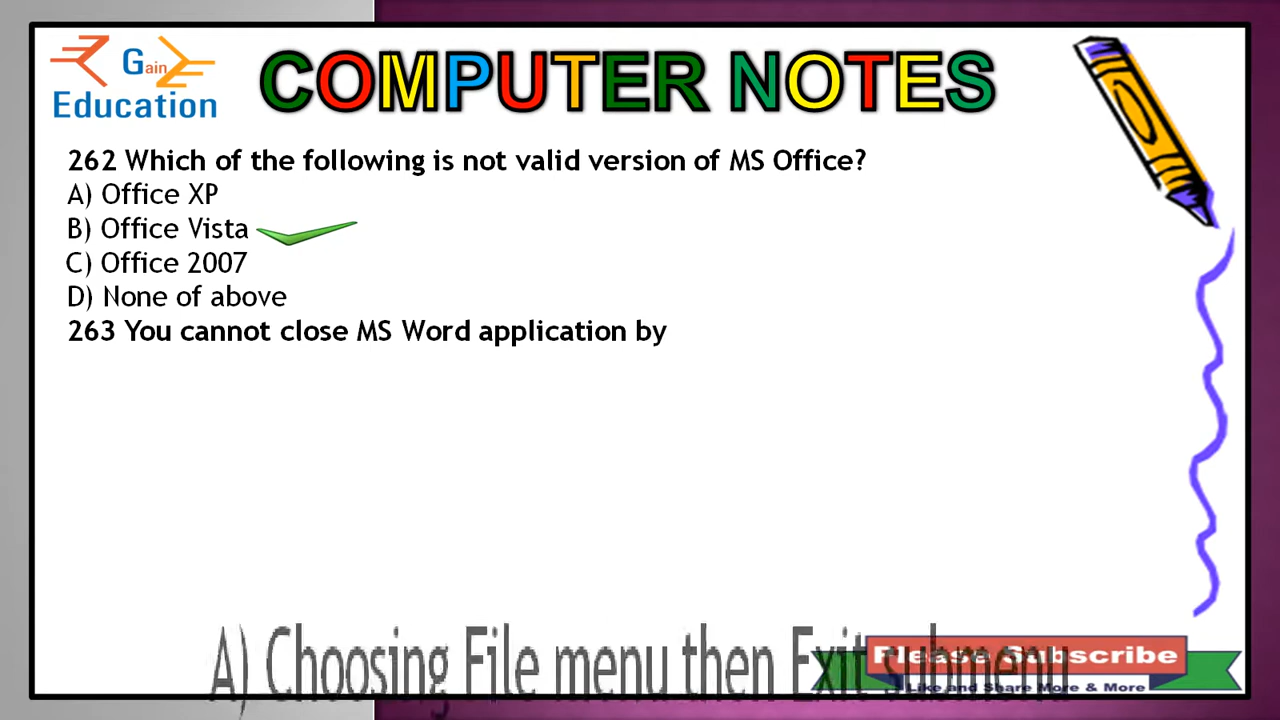 Gain
Education
COMPUTER NOTES
262 Which of the following is not valid version of MS Office?
A) Office XP
B) Office Vista
C) Office 2007
D) None of above
263 You cannot close MS Word application by
A) Choosing File menu then Exit submenu
Please Subscribe
Like and Share More & More